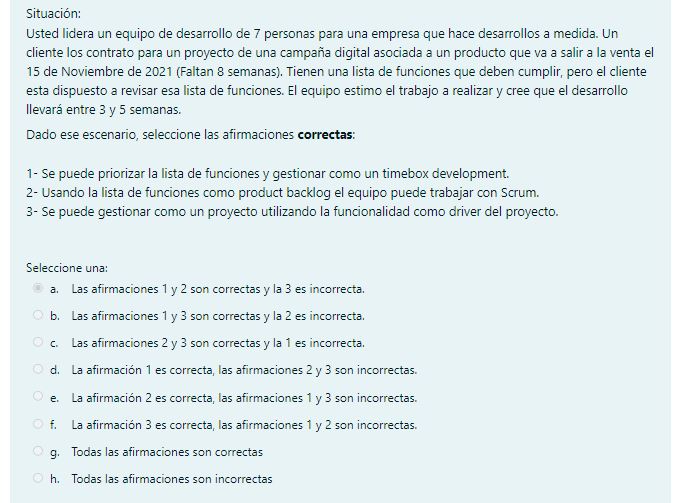 Situación:
Usted lidera un equipo de desarrollo de 7 personas para una empresa que hace desarrollos a medida. Un
cliente los contrato para un proyecto de una campaña digital asociada a un producto que va a salir a la venta el
15 de Noviembre de 2021 (Faltan 8 semanas). Tienen una lista de funciones que deben cumplir, pero el cliente
esta dispuesto a revisar esa lista de funciones. El equipo estimo el trabajo a realizar y cree que el desarrollo
llevará entre 3 y 5 semanas.
Dado ese escenario, seleccione las afirmaciones correctas:
1- Se puede priorizar la lista de funciones y gestionar como un timebox development.
2- Usando la lista de funciones como product backlog el equipo puede trabajar con Scrum.
3- Se puede gestionar como un proyecto utilizando la funcionalidad como driver del proyecto.
Seleccione una:
a. Las afirmaciones 1 y 2 son correctas y la 3 es incorrecta.
b. Las afirmaciones 1 y 3 son correctas y la 2 es incorrecta.
c. Las afirmaciones 2 y 3 son correctas y la 1 es incorrecta.
d. La afirmación 1 es correcta, las afirmaciones 2 y 3 son incorrectas.
e. La afirmación 2 es correcta, las afirmaciones 1 y 3 son incorrectas.
f. La afirmación 3 es correcta, las afirmaciones 1 y 2 son incorrectas.
g. Todas las afirmaciones son correctas
h. Todas las afirmaciones son incorrectas